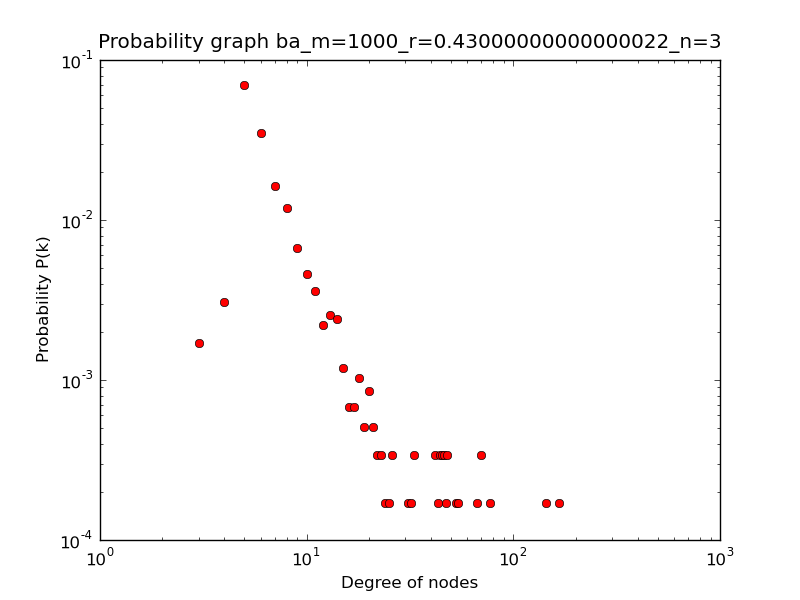 Probability graph ba_m=1000_r=0.43000000000000022_n=3
10^-1
10^-2
10^-3
10^-4
Probability P(k)
10^0 10^1 10^2 10^3
Degree of nodes